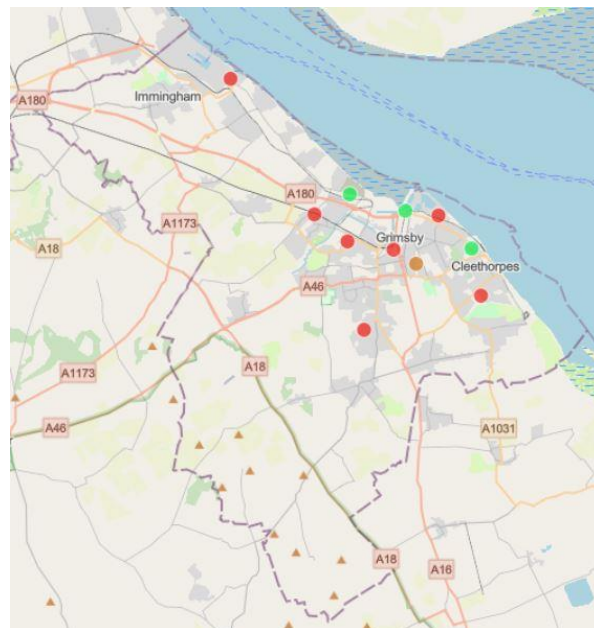 Immingham
A180
A180
A1173
A18
Grimsby
Cleethorpes
A46
A18
A1173
A46
A1031
A18
A16